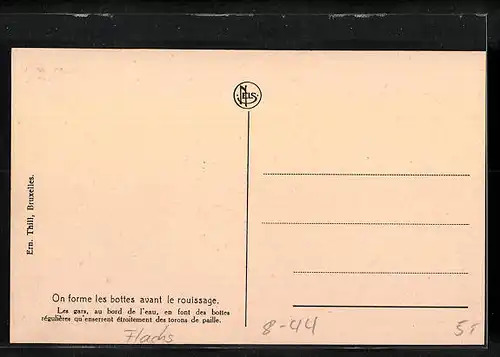 Nels
Ern. Thill, Bruxelles.
On forme les bottes avant le rouissage.
Les gars, au bord de l'eau, en font des bottes
régulières qu'enserrent étroitement des torons de paille.
Flachs
8-44